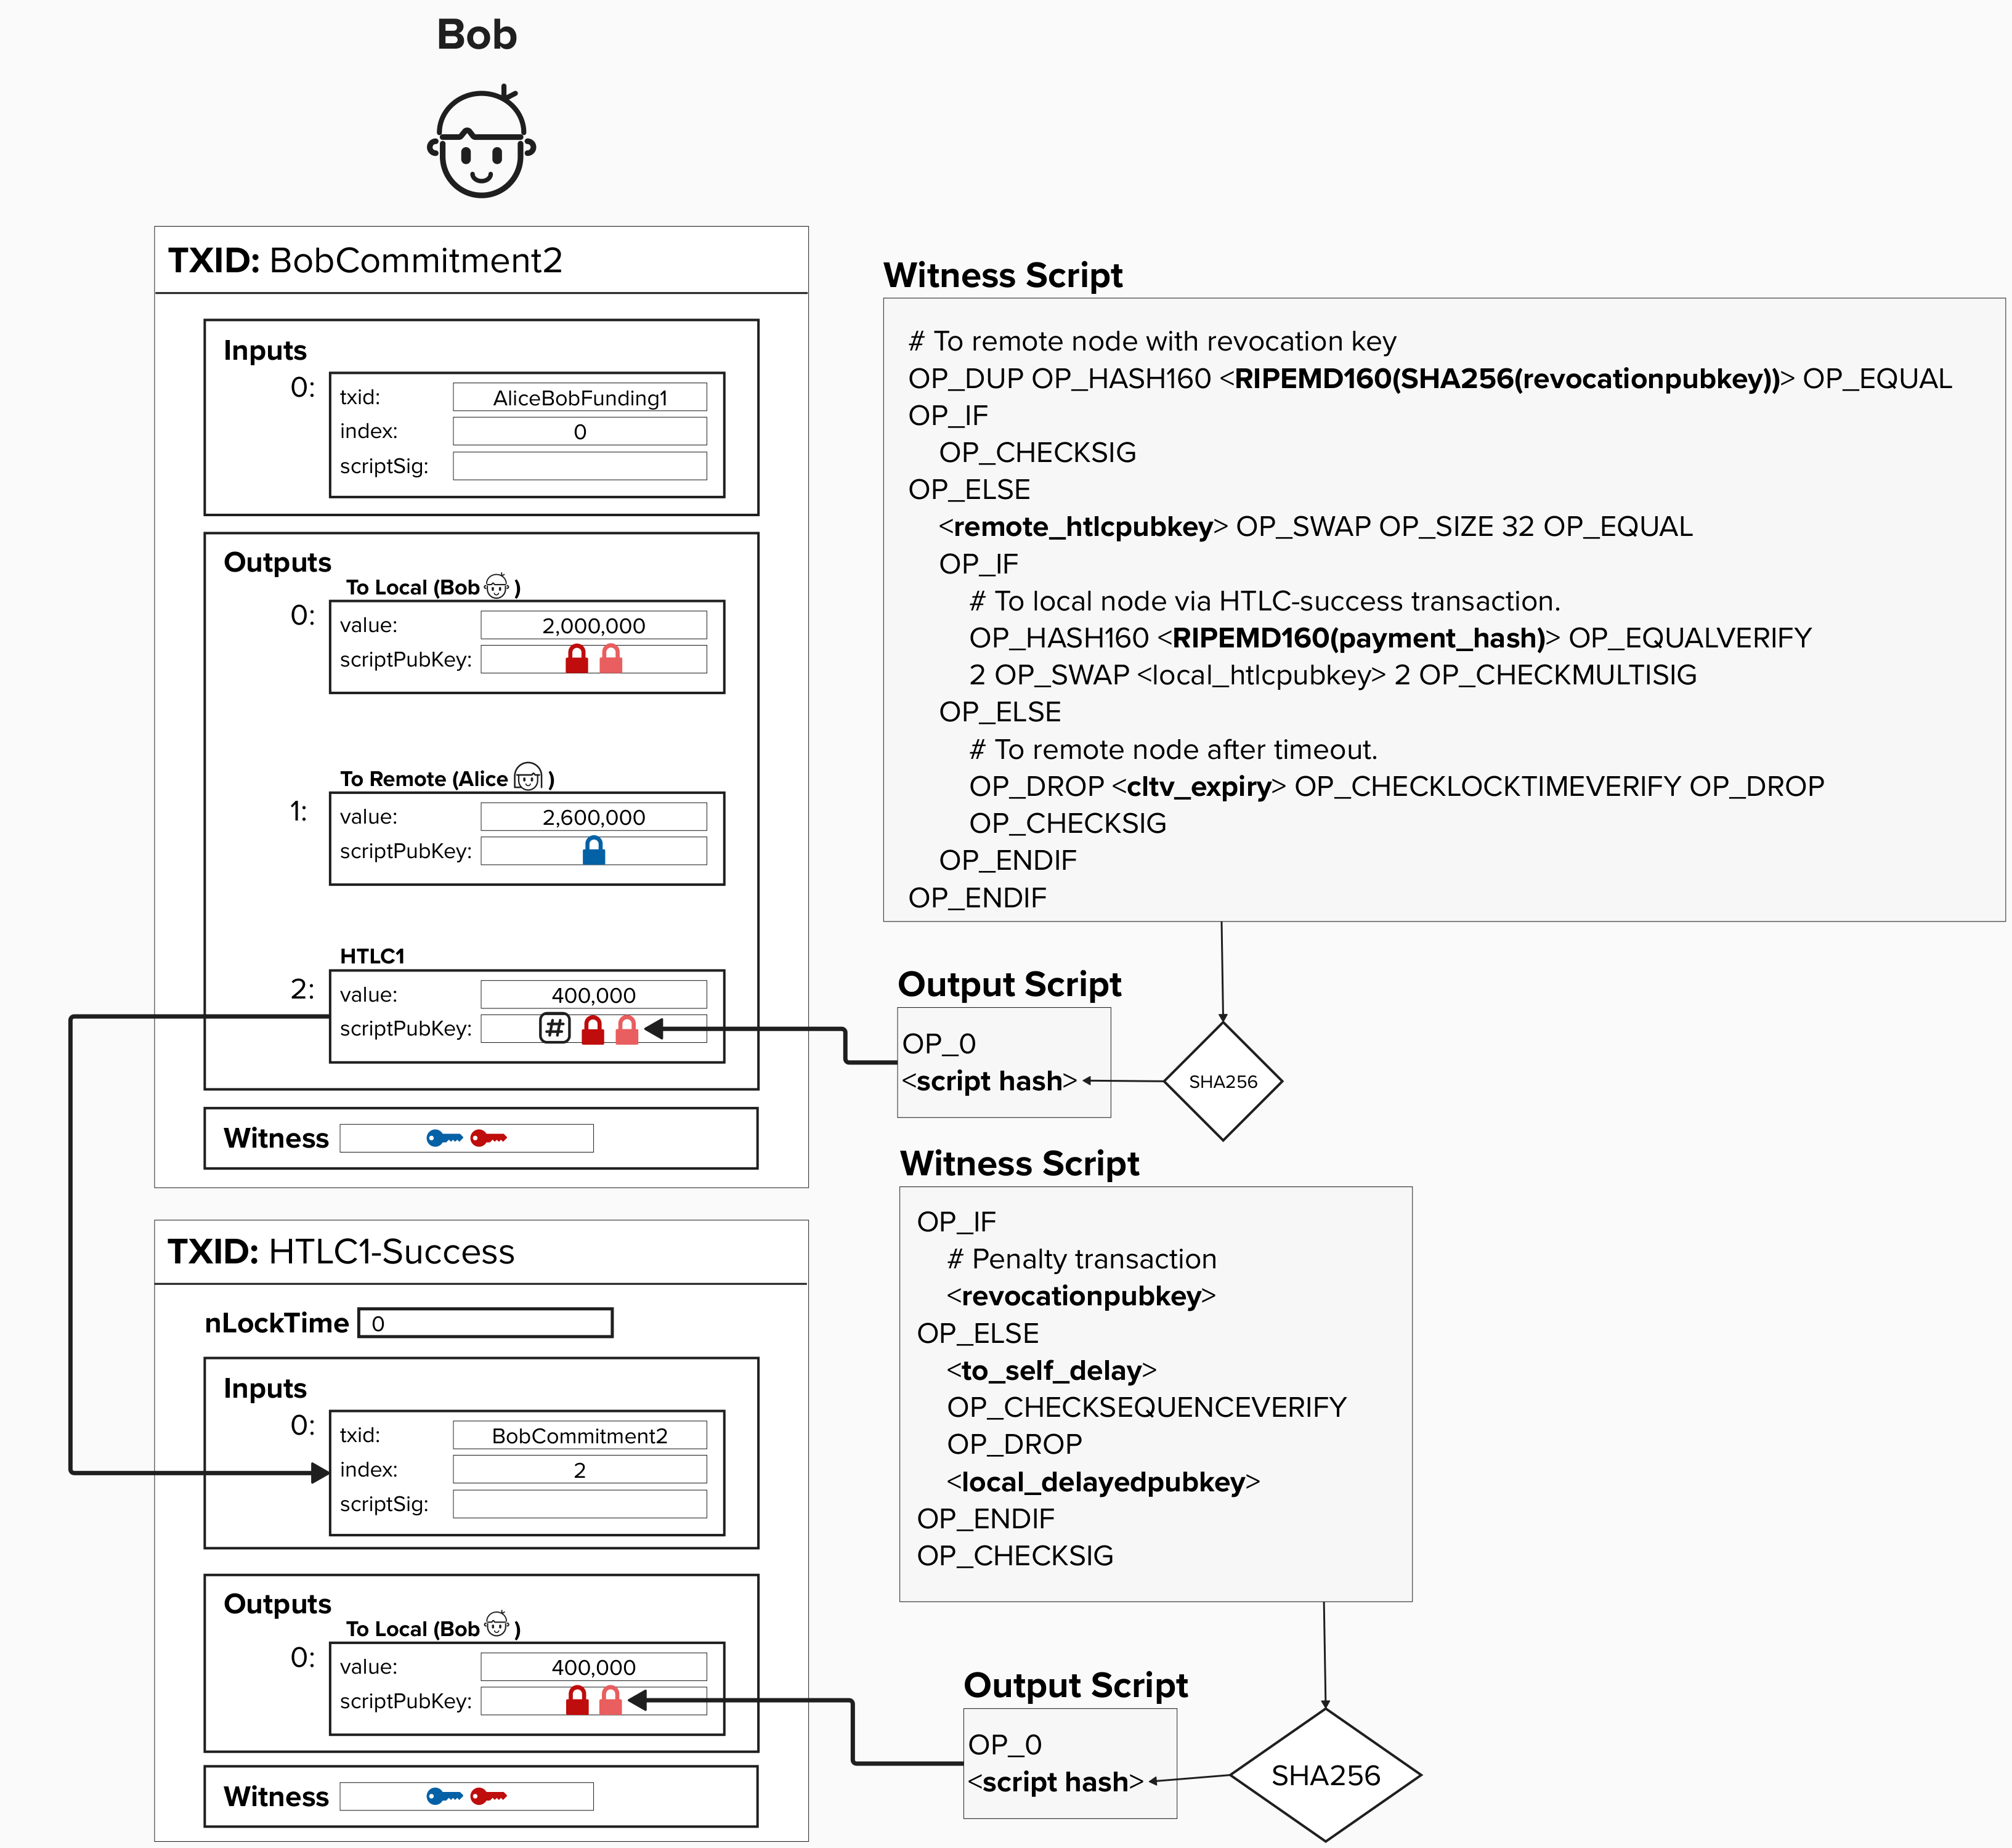 Bob
TXID: BobCommitment2
Inputs
0:
txid: AliceBobFunding1
index: 0
scriptSig:
Outputs
To Local (Bob )
0:
value: 2,000,000
scriptPubKey:
To Remote (Alice )
1:
value: 2,600,000
scriptPubKey:
HTLC1
2:
value: 400,000
scriptPubKey: #
Witness
TXID: HTLC1-Success
nLockTime 0
Inputs
0:
txid: BobCommitment2
index: 2
scriptSig:
Outputs
To Local (Bob )
0:
value: 400,000
scriptPubKey:
Witness
Witness Script
# To remote node with revocation key
OP_DUP OP_HASH160 <RIPEMD160(SHA256(revocationpubkey))> OP_EQUAL
OP_IF
OP_CHECKSIG
OP_ELSE
<remote_htlcpubkey> OP_SWAP OP_SIZE 32 OP_EQUAL
OP_IF
# To local node via HTLC-success transaction.
OP_HASH160 <RIPEMD160(payment_hash)> OP_EQUALVERIFY
2 OP_SWAP <local_htlcpubkey> 2 OP_CHECKMULTISIG
OP_ELSE
# To remote node after timeout.
OP_DROP <cltv_expiry> OP_CHECKLOCKTIMEVERIFY OP_DROP
OP_CHECKSIG
OP_ENDIF
OP_ENDIF
Output Script
OP_0
<script hash>
SHA256
Witness Script
OP_IF
# Penalty transaction
<revocationpubkey>
OP_ELSE
<to_self_delay>
OP_CHECKSEQUENCEVERIFY
OP_DROP
<local_delayedpubkey>
OP_ENDIF
OP_CHECKSIG
Output Script
OP_0
<script hash>
SHA256